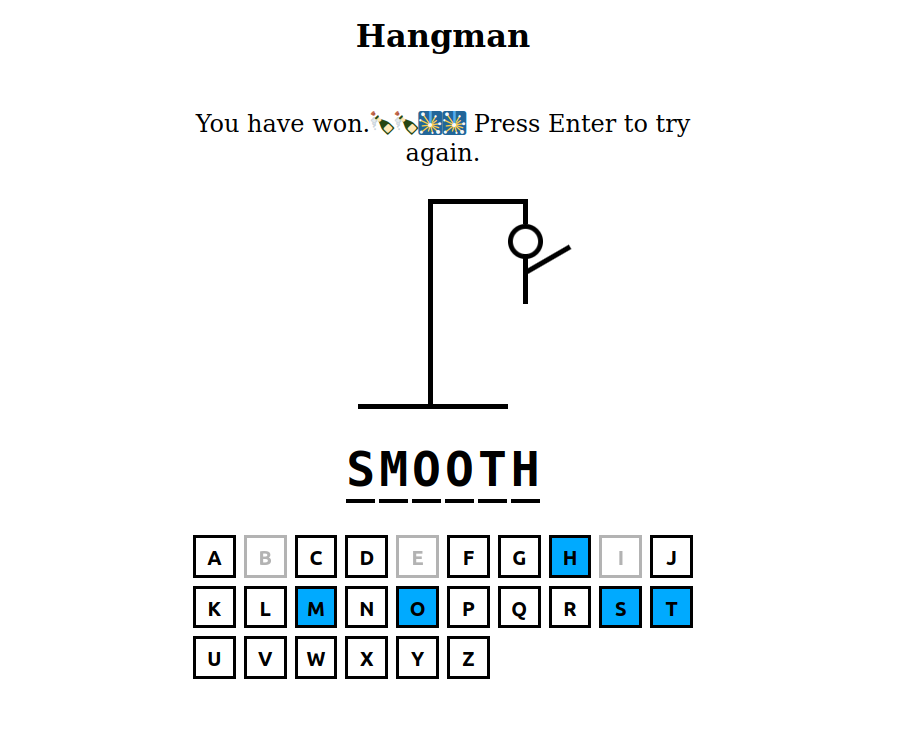 Hangman
You have won.🍾🍾🎇🎇 Press Enter to try
again.
SMOOTH
A B C D E F G H I J
K L M N O P Q R S T
U V W X Y Z